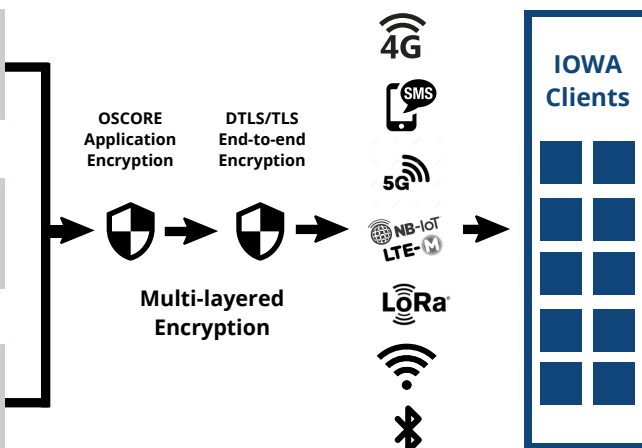 OSCORE
Application
Encryption
DTLS/TLS
End-to-end
Encryption
Multi-layered
Encryption
4G
SMS
5G
NB-IoT
LTE-M
LoRa
IOWA
Clients